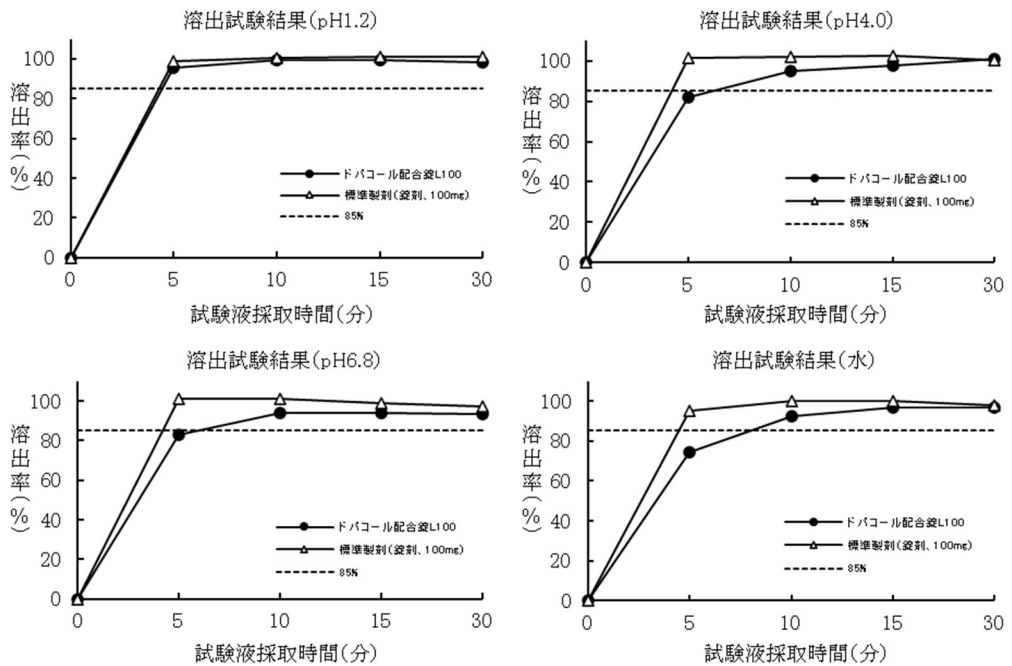 溶出試験結果(pH1.2)
溶出率(%)
100
80
60
40
20
0
ドパコール配合錠L100
標準製剤(錠剤、100mg)
85%
0 5 10 15 30
試験液採取時間(分)
溶出試験結果(pH4.0)
溶出率(%)
100
80
60
40
20
0
ドパコール配合錠L100
標準製剤(錠剤、100mg)
85%
0 5 10 15 30
試験液採取時間(分)
溶出試験結果(pH6.8)
溶出率(%)
100
80
60
40
20
0
ドパコール配合錠L100
標準製剤(錠剤、100mg)
85%
0 5 10 15 30
試験液採取時間(分)
溶出試験結果(水)
溶出率(%)
100
80
60
40
20
0
ドパコール配合錠L100
標準製剤(錠剤、100mg)
85%
0 5 10 15 30
試験液採取時間(分)